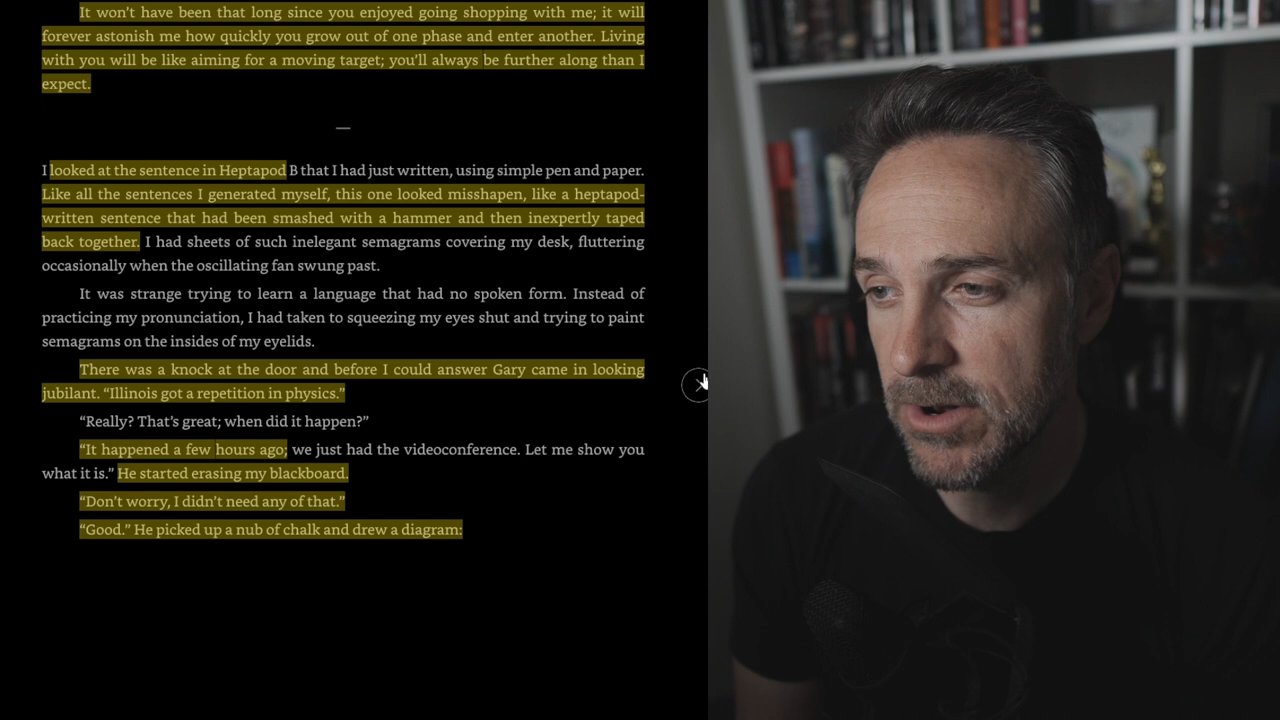 It won’t have been that long since you enjoyed going shopping with me; it will
forever astonish me how quickly you grow out of one phase and enter another. Living
with you will be like aiming for a moving target; you’ll always be further along than I
expect.
—
I looked at the sentence in Heptapod B that I had just written, using simple pen and paper.
Like all the sentences I generated myself, this one looked misshapen, like a heptapod-
written sentence that had been smashed with a hammer and then inexpertly taped
back together. I had sheets of such inelegant semagrams covering my desk, fluttering
occasionally when the oscillating fan swung past.
It was strange trying to learn a language that had no spoken form. Instead of
practicing my pronunciation, I had taken to squeezing my eyes shut and trying to paint
semagrams on the insides of my eyelids.
There was a knock at the door and before I could answer Gary came in looking
jubilant. “Illinois got a repetition in physics.”
“Really? That’s great; when did it happen?”
“It happened a few hours ago; we just had the videoconference. Let me show you
what it is.” He started erasing my blackboard.
“Don’t worry, I didn’t need any of that.”
“Good.” He picked up a nub of chalk and drew a diagram: